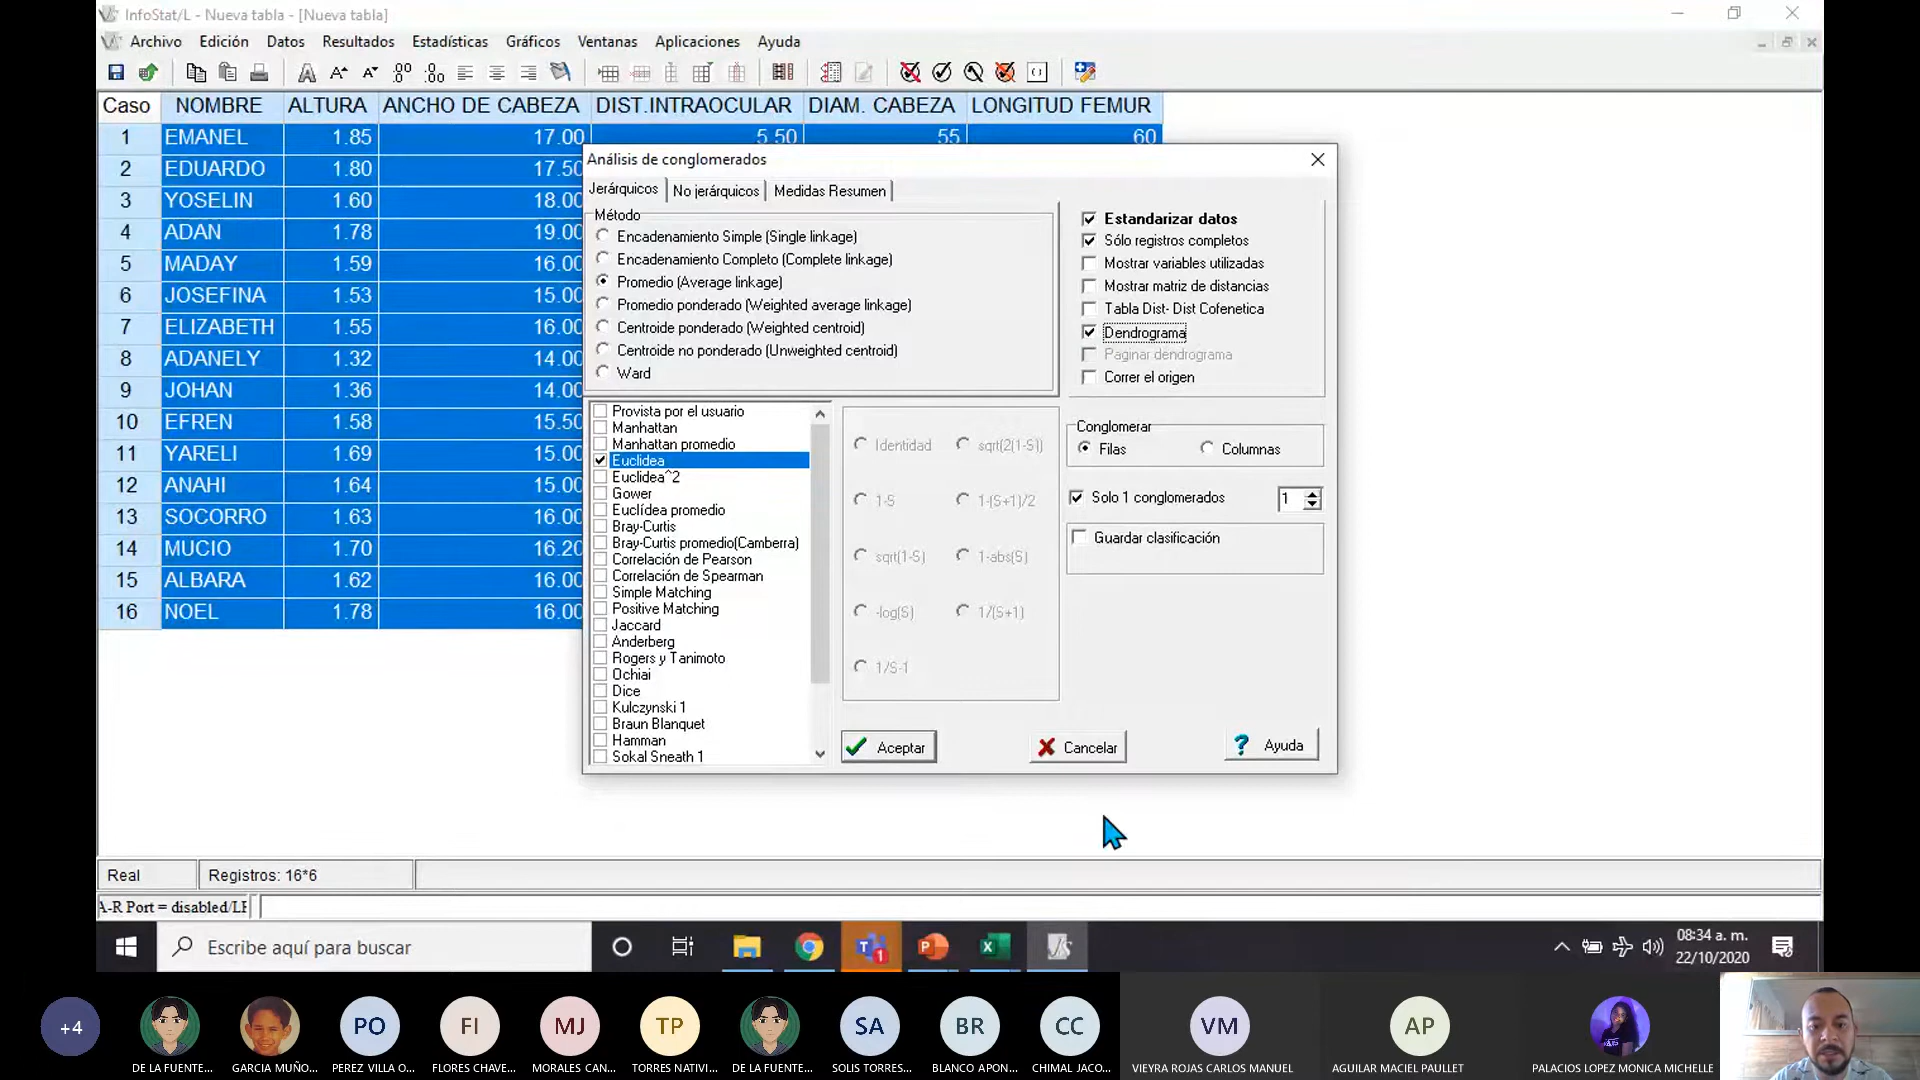 InfoStat/L - Nueva tabla - [Nueva tabla]
Archivo Edición Datos Resultados Estadísticas Gráficos Ventanas Aplicaciones Ayuda
Caso NOMBRE ALTURA ANCHO DE CABEZA DIST.INTRAOCULAR DIAM. CABEZA LONGITUD FEMUR
1 EMANEL 1.85 17.00 5.50 55 60
2 EDUARDO 1.80 17.50
3 YOSELIN 1.60 18.00
4 ADAN 1.78 19.00
5 MADAY 1.59 16.00
6 JOSEFINA 1.53 15.00
7 ELIZABETH 1.55 16.00
8 ADANELY 1.32 14.00
9 JOHAN 1.36 14.00
10 EFREN 1.58 15.50
11 YARELI 1.69 15.00
12 ANAHI 1.64 15.00
13 SOCORRO 1.63 16.00
14 MUCIO 1.70 16.20
15 ALBARA 1.62 16.00
16 NOEL 1.78 16.00
Análisis de conglomerados
Jerárquicos No jerárquicos Medidas Resumen
Método
Encadenamiento Simple (Single linkage)
Encadenamiento Completo (Complete linkage)
Promedio (Average linkage)
Promedio ponderado (Weighted average linkage)
Centroide ponderado (Weighted centroid)
Centroide no ponderado (Unweighted centroid)
Ward
Estandarizar datos
Sólo registros completos
Mostrar variables utilizadas
Mostrar matriz de distancias
Tabla Dist- Dist Cofenetica
Dendrograma
Paginar dendrograma
Correr el origen
Provista por el usuario
Manhattan
Manhattan promedio
Euclidea
Euclidea^2
Gower
Euclídea promedio
Bray-Curtis
Bray-Curtis promedio(Camberra)
Correlación de Pearson
Correlación de Spearman
Simple Matching
Positive Matching
Jaccard
Anderberg
Rogers y Tanimoto
Ochiai
Dice
Kulczynski 1
Braun Blanquet
Hamman
Sokal Sneath 1
Identidad sqrt(2(1-S))
1-S 1-(S+1)/2
sqrt(1-S) 1-abs(S)
-log(S) 1/(S+1)
1/S-1
Conglomerar
Filas Columnas
Solo 1 conglomerados 1
Guardar clasificación
Aceptar Cancelar Ayuda
Real Registros: 16*6
A-R Port = disabled/LF
Escribe aquí para buscar
08:34 a. m.
22/10/2020
+4 PO FI MJ TP SA BR CC VM AP
DE LA FUENTE... GARCIA MUÑO... PEREZ VILLA O... FLORES CHAVE... MORALES CAN... TORRES NATIVI... DE LA FUENTE... SOLIS TORRES... BLANCO APON... CHIMAL JACO... VIEYRA ROJAS CARLOS MANUEL AGUILAR MACIEL PAULLET PALACIOS LOPEZ MONICA MICHELLE